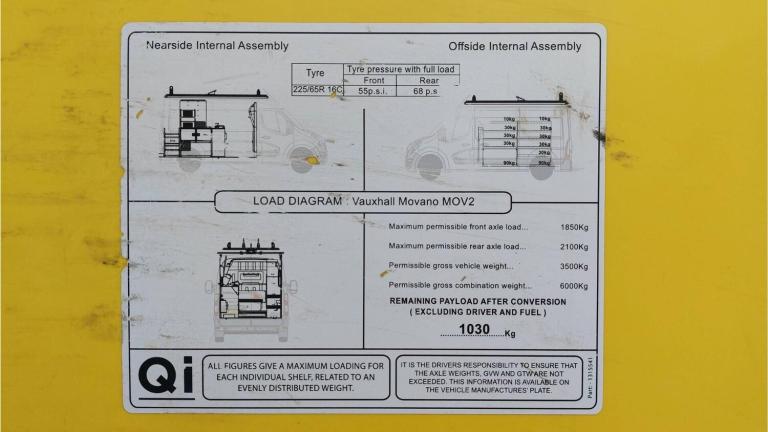 Nearside Internal Assembly
Offside Internal Assembly
Tyre
Tyre pressure with full load
Front
Rear
225/65R 16C
55p.s.i.
68 p.s
10kg 10kg
30kg 30kg
30kg 30kg
30kg 30kg
30kg
90kg 90kg
LOAD DIAGRAM : Vauxhall Movano MOV2
Maximum permissible front axle load... 1850Kg
Maximum permissible rear axle load... 2100Kg
Permissible gross vehicle weight... 3500Kg
Permissible gross combination weight... 6000Kg
REMAINING PAYLOAD AFTER CONVERSION
( EXCLUDING DRIVER AND FUEL )
1030 Kg
Qi
ALL FIGURES GIVE A MAXIMUM LOADING FOR
EACH INDIVIDUAL SHELF, RELATED TO AN
EVENLY DISTRIBUTED WEIGHT.
IT IS THE DRIVERS RESPONSIBILITY TO ENSURE THAT
THE AXLE WEIGHTS, GVW AND GTW ARE NOT
EXCEEDED. THIS INFORMATION IS AVAILABLE ON
THE VEHICLE MANUFACTURES' PLATE.
Part:- 1315541